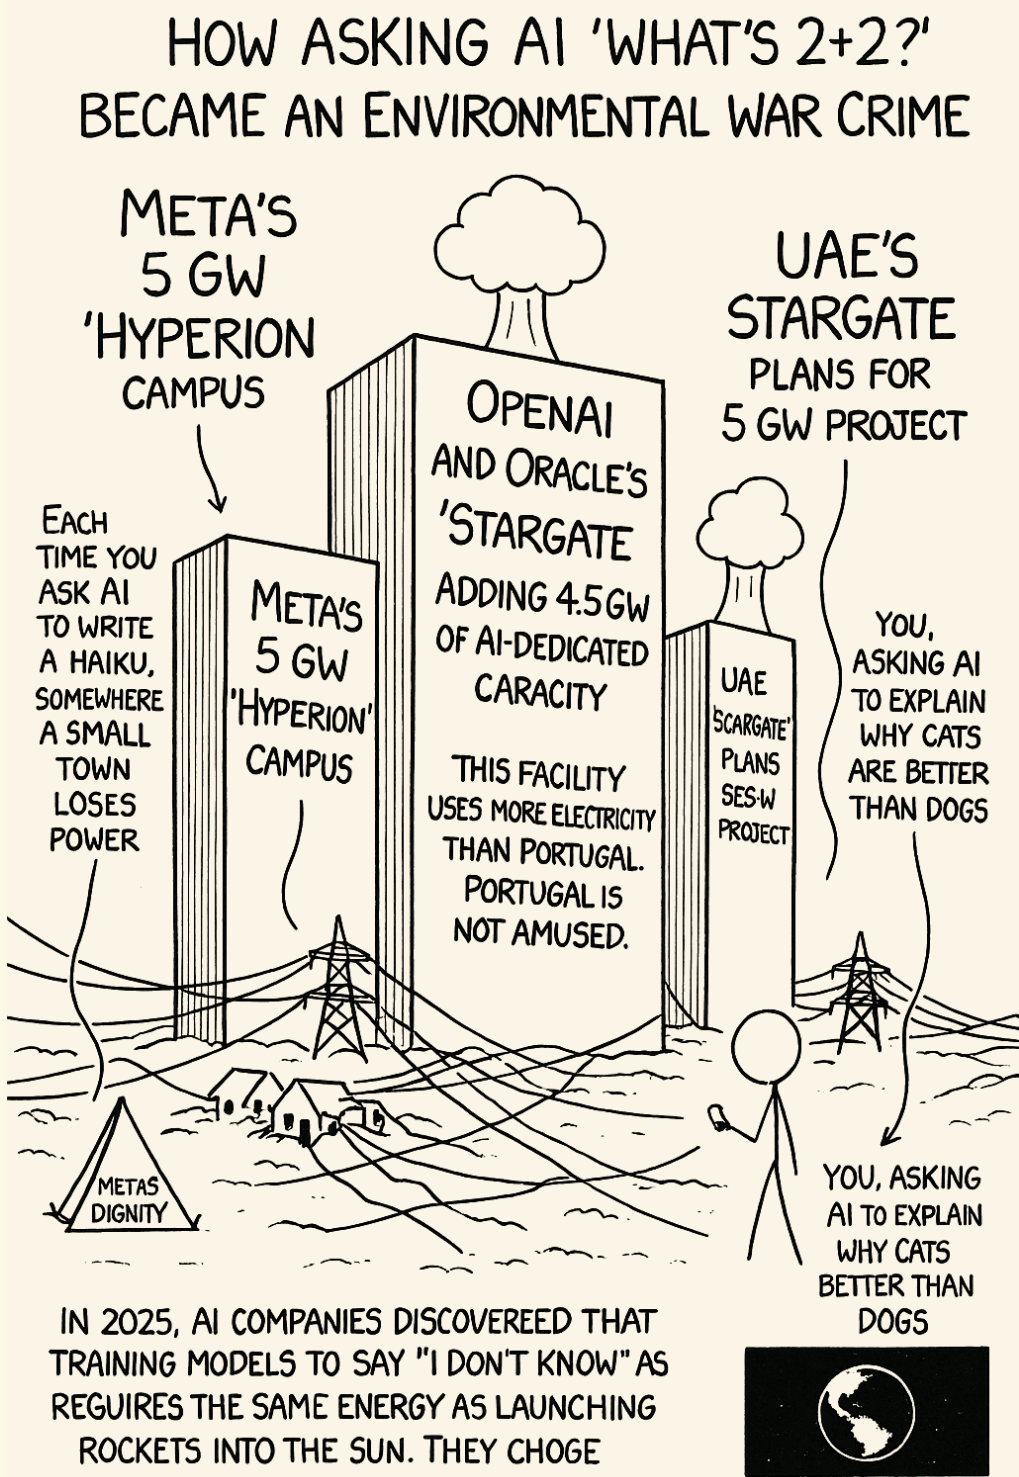 HOW ASKING AI 'WHAT'S 2+2?'
BECAME AN ENVIRONMENTAL WAR CRIME
META'S
5 GW
'HYPERION
CAMPUS
UAE'S
STARGATE
PLANS FOR
5 GW PROJECT
EACH
TIME YOU
ASK AI
TO WRITE
A HAIKU,
SOMEWHERE
A SMALL
TOWN
LOSES
POWER
META'S
5 GW
'HYPERION'
CAMPUS
OPENAI
AND ORACLE'S
'STARGATE
ADDING 4.5 GW
OF AI-DEDICATED
CARACITY
THIS FACILITY
USES MORE ELECTRICITY
THAN PORTUGAL.
PORTUGAL IS
NOT AMUSED.
UAE
'SCARGATE'
PLANS
SES-W
PROJECT
YOU,
ASKING AI
TO EXPLAIN
WHY CATS
ARE BETTER
THAN DOGS
METAS
DIGNITY
YOU, ASKING
AI TO EXPLAIN
WHY CATS
BETTER THAN
DOGS
IN 2025, AI COMPANIES DISCOVEREED THAT
TRAINING MODELS TO SAY "I DON'T KNOW" AS
REGUIRES THE SAME ENERGY AS LAUNCHING
ROCKETS INTO THE SUN. THEY CHOGE